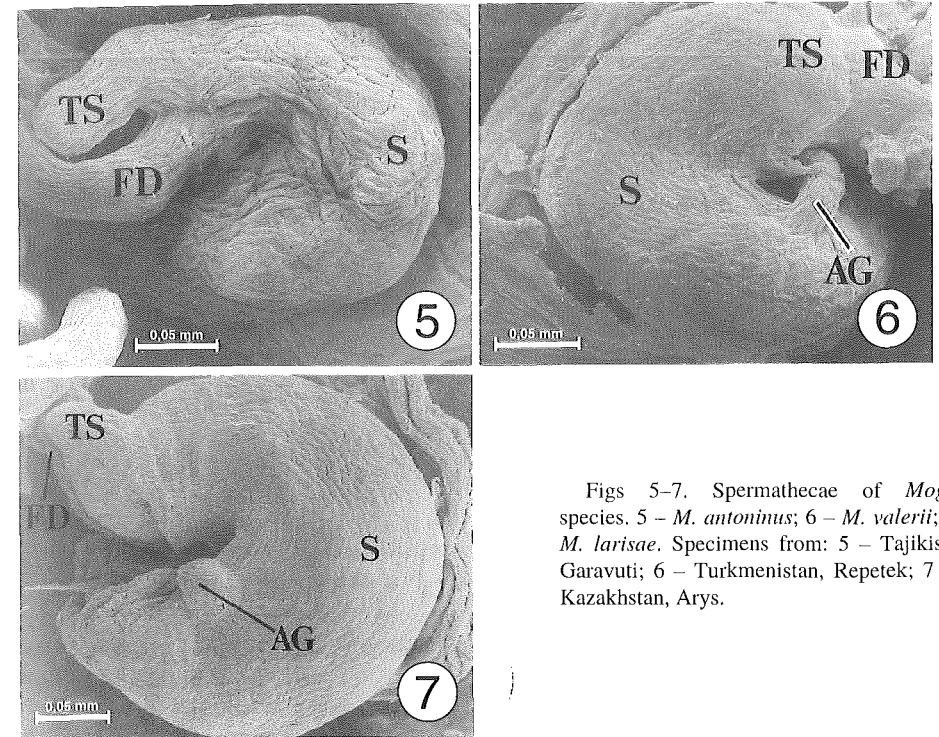 TS
FD
S
5
0,05 mm
TS
FD
S
AG
6
0,05 mm
TS
FD
S
AG
7
0,05 mm
Figs 5–7. Spermathecae of Mog
species. 5 – M. antoninus; 6 – M. valerii;
M. larisae. Specimens from: 5 – Tajikis
Garavuti; 6 – Turkmenistan, Repetek; 7
Kazakhstan, Arys.